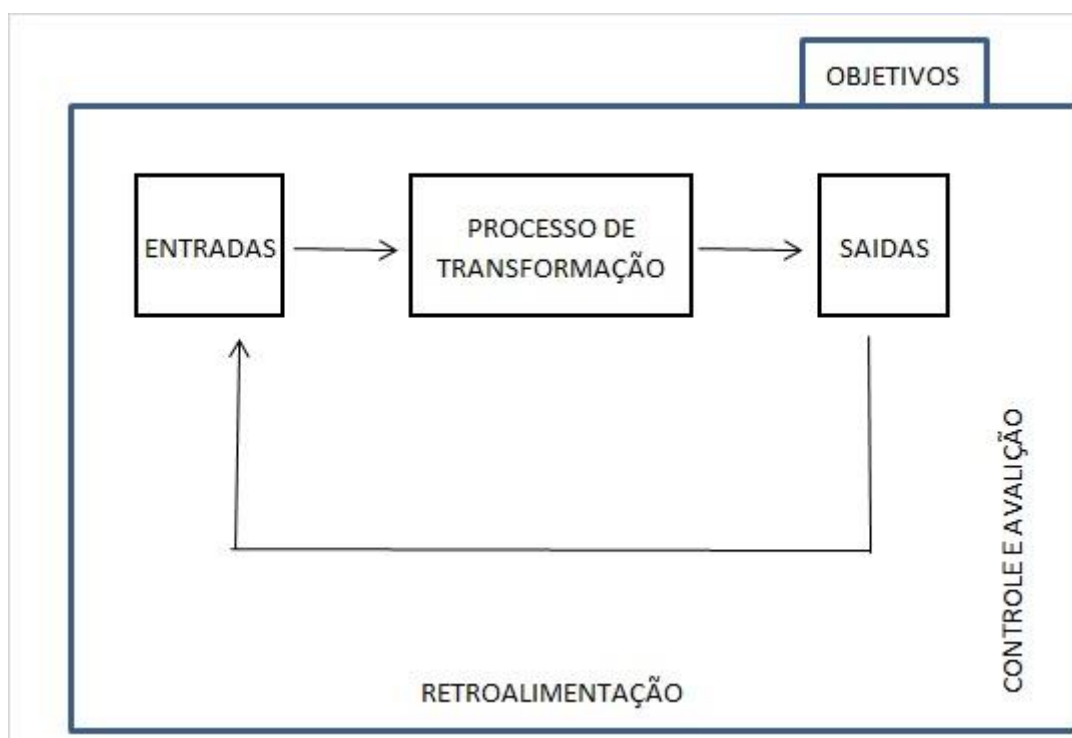 OBJETIVOS
ENTRADAS
PROCESSO DE
TRANSFORMAÇÃO
SAIDAS
CONTROLE E AVALIÇÃO
RETROALIMENTAÇÃO